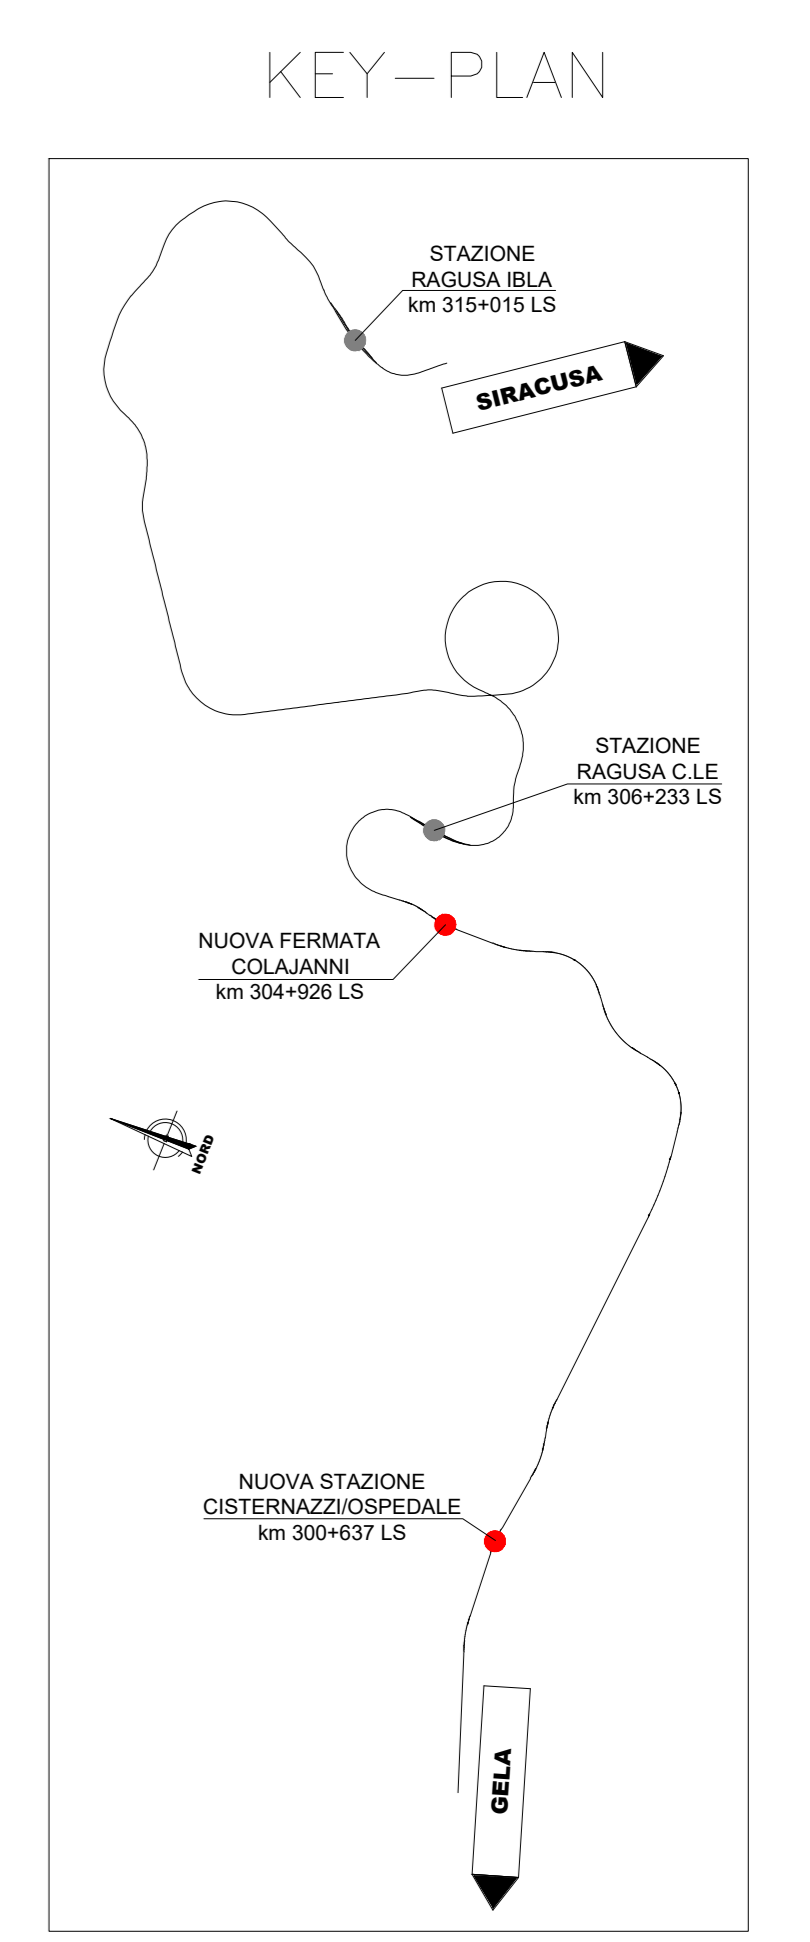 KEY-PLAN
STAZIONE
RAGUSA IBLA
km 315+015 LS
SIRACUSA
STAZIONE
RAGUSA C.LE
km 306+233 LS
NUOVA FERMATA
COLAJANNI
km 304+926 LS
NORD
NUOVA STAZIONE
CISTERNAZZI/OSPEDALE
km 300+637 LS
GELA